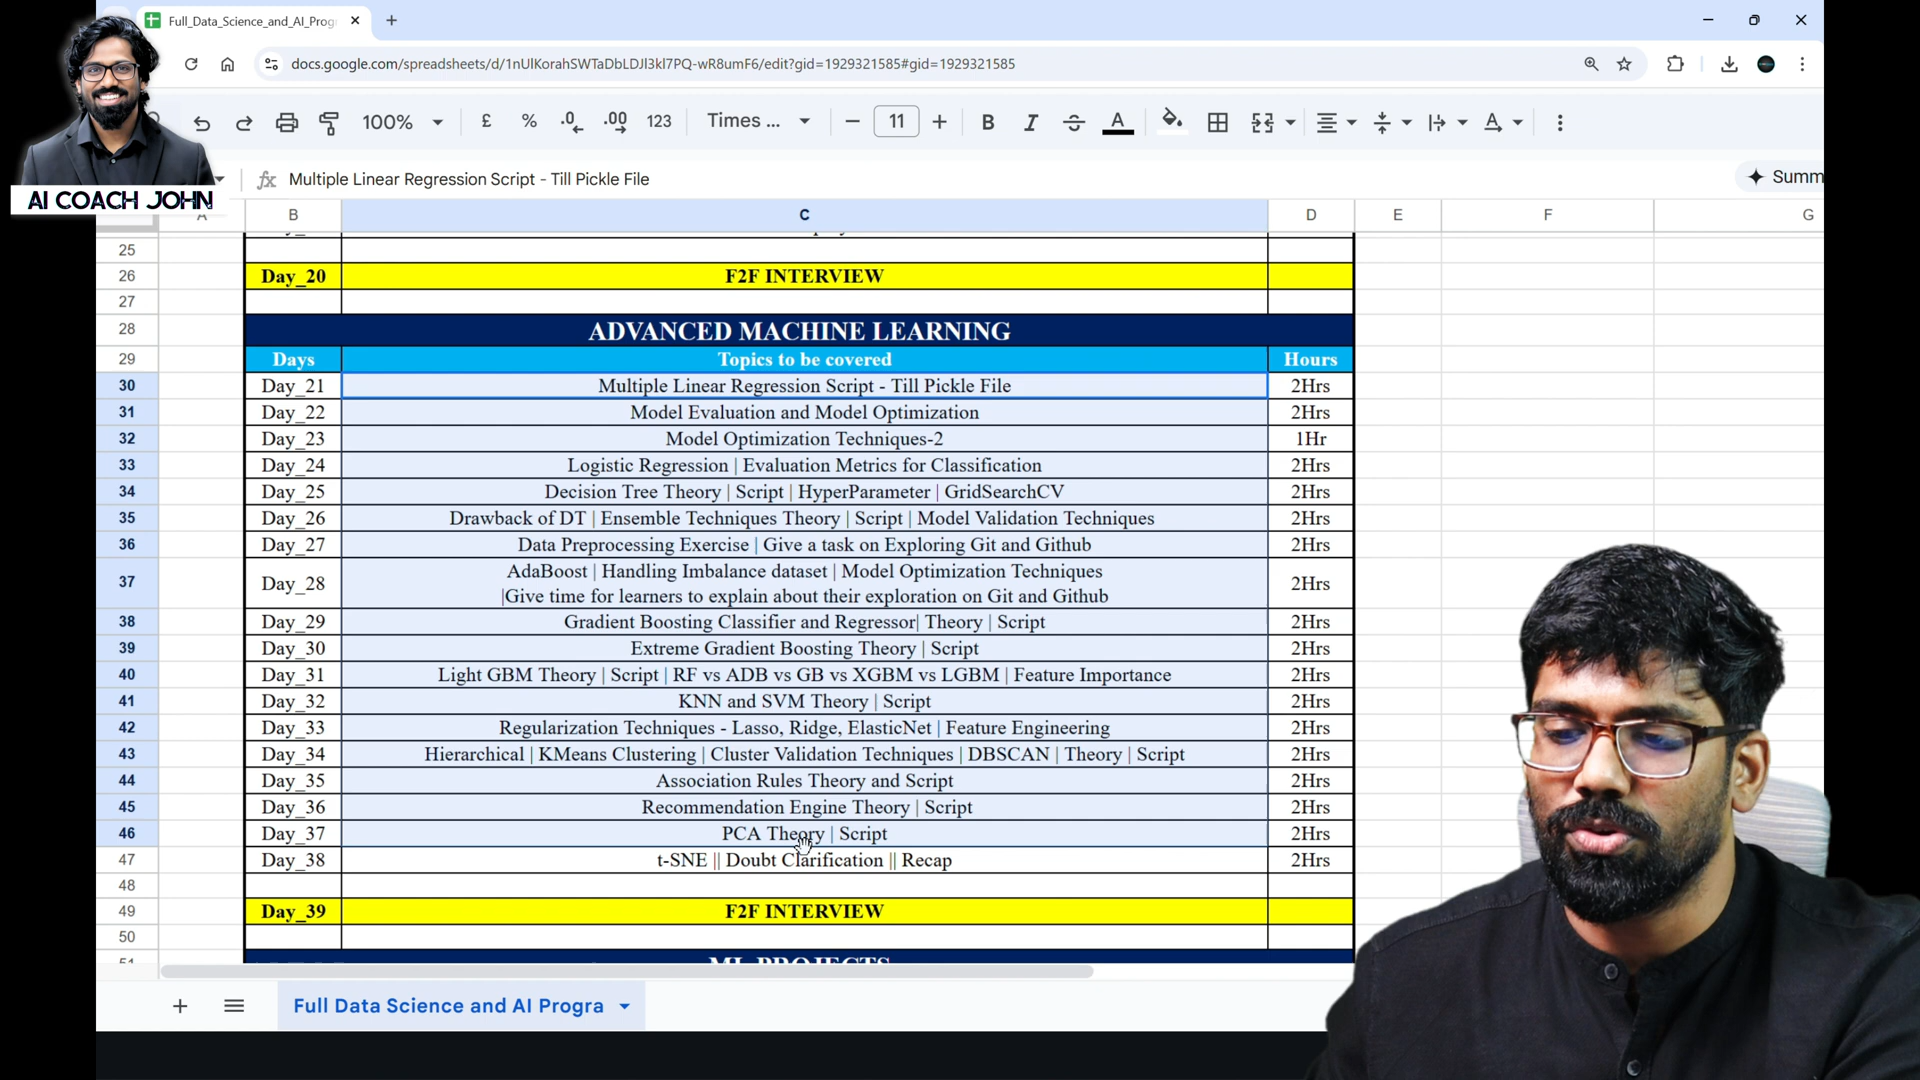 Full_Data_Science_and_AI_Prog
docs.google.com/spreadsheets/d/1nUlKorahSWTaDbLDJl3kl7PQ-wR8umF6/edit?gid=1929321585#gid=1929321585
100% £ % .0 .00 123 Times ... 11 B I A
AI COACH JOHN
fx Multiple Linear Regression Script - Till Pickle File
Summ
A B C D E F G
25
26 Day_20 F2F INTERVIEW
27
28 ADVANCED MACHINE LEARNING
29 Days Topics to be covered Hours
30 Day_21 Multiple Linear Regression Script - Till Pickle File 2Hrs
31 Day_22 Model Evaluation and Model Optimization 2Hrs
32 Day_23 Model Optimization Techniques-2 1Hr
33 Day_24 Logistic Regression | Evaluation Metrics for Classification 2Hrs
34 Day_25 Decision Tree Theory | Script | HyperParameter | GridSearchCV 2Hrs
35 Day_26 Drawback of DT | Ensemble Techniques Theory | Script | Model Validation Techniques 2Hrs
36 Day_27 Data Preprocessing Exercise | Give a task on Exploring Git and Github 2Hrs
37 Day_28 AdaBoost | Handling Imbalance dataset | Model Optimization Techniques
|Give time for learners to explain about their exploration on Git and Github 2Hrs
38 Day_29 Gradient Boosting Classifier and Regressor| Theory | Script 2Hrs
39 Day_30 Extreme Gradient Boosting Theory | Script 2Hrs
40 Day_31 Light GBM Theory | Script | RF vs ADB vs GB vs XGBM vs LGBM | Feature Importance 2Hrs
41 Day_32 KNN and SVM Theory | Script 2Hrs
42 Day_33 Regularization Techniques - Lasso, Ridge, ElasticNet | Feature Engineering 2Hrs
43 Day_34 Hierarchical | KMeans Clustering | Cluster Validation Techniques | DBSCAN | Theory | Script 2Hrs
44 Day_35 Association Rules Theory and Script 2Hrs
45 Day_36 Recommendation Engine Theory | Script 2Hrs
46 Day_37 PCA Theory | Script 2Hrs
47 Day_38 t-SNE || Doubt Clarification || Recap 2Hrs
48
49 Day_39 F2F INTERVIEW
50
51 ML PROJECTS
Full Data Science and AI Progra